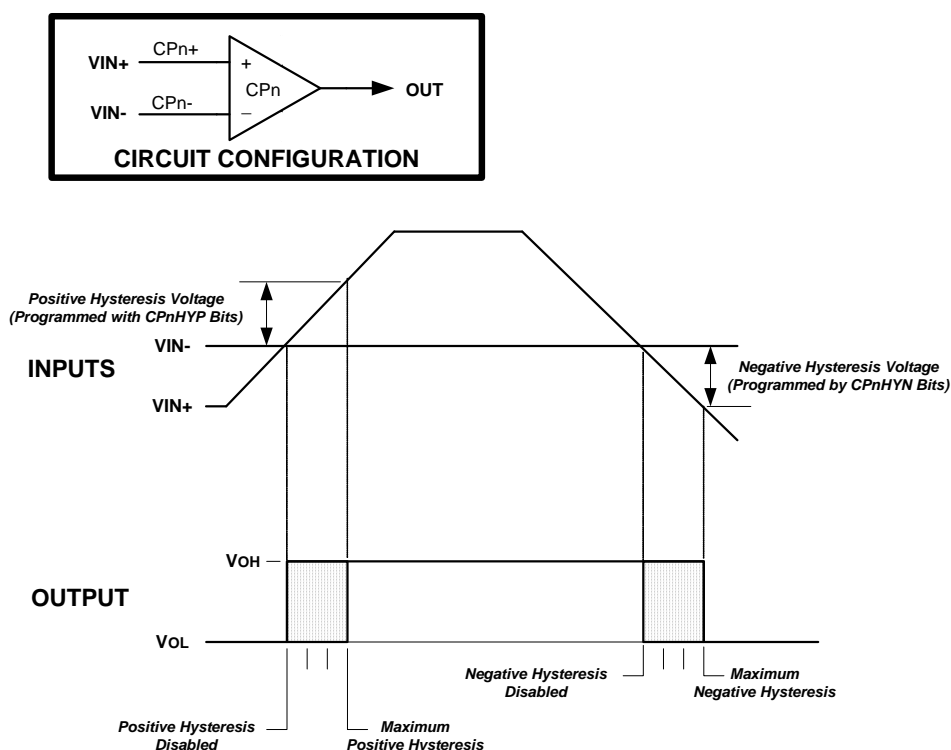 CPn+
VIN+
+
CPn
OUT
CPn-
VIN-
–
CIRCUIT CONFIGURATION
Positive Hysteresis Voltage
(Programmed with CPnHYP Bits)
VIN-
INPUTS
Negative Hysteresis Voltage
(Programmed by CPnHYN Bits)
VIN+
VOH
OUTPUT
VOL
Negative Hysteresis
Disabled
Maximum
Negative Hysteresis
Positive Hysteresis
Disabled
Maximum
Positive Hysteresis